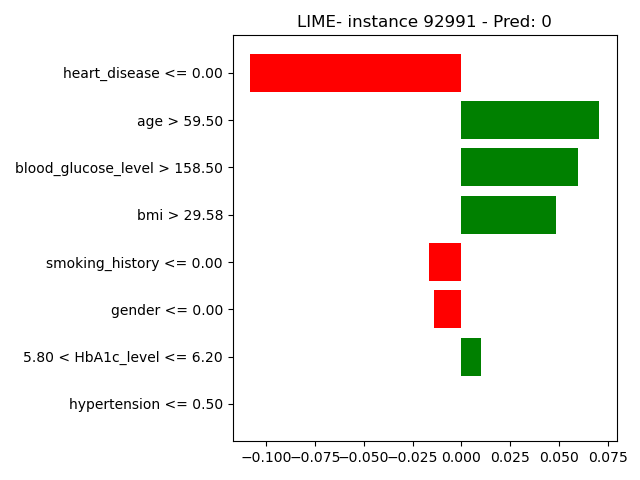 LIME- instance 92991 - Pred: 0
heart_disease <= 0.00
age > 59.50
blood_glucose_level > 158.50
bmi > 29.58
smoking_history <= 0.00
gender <= 0.00
5.80 < HbA1c_level <= 6.20
hypertension <= 0.50
−0.100 −0.075 −0.050 −0.025 0.000 0.025 0.050 0.075